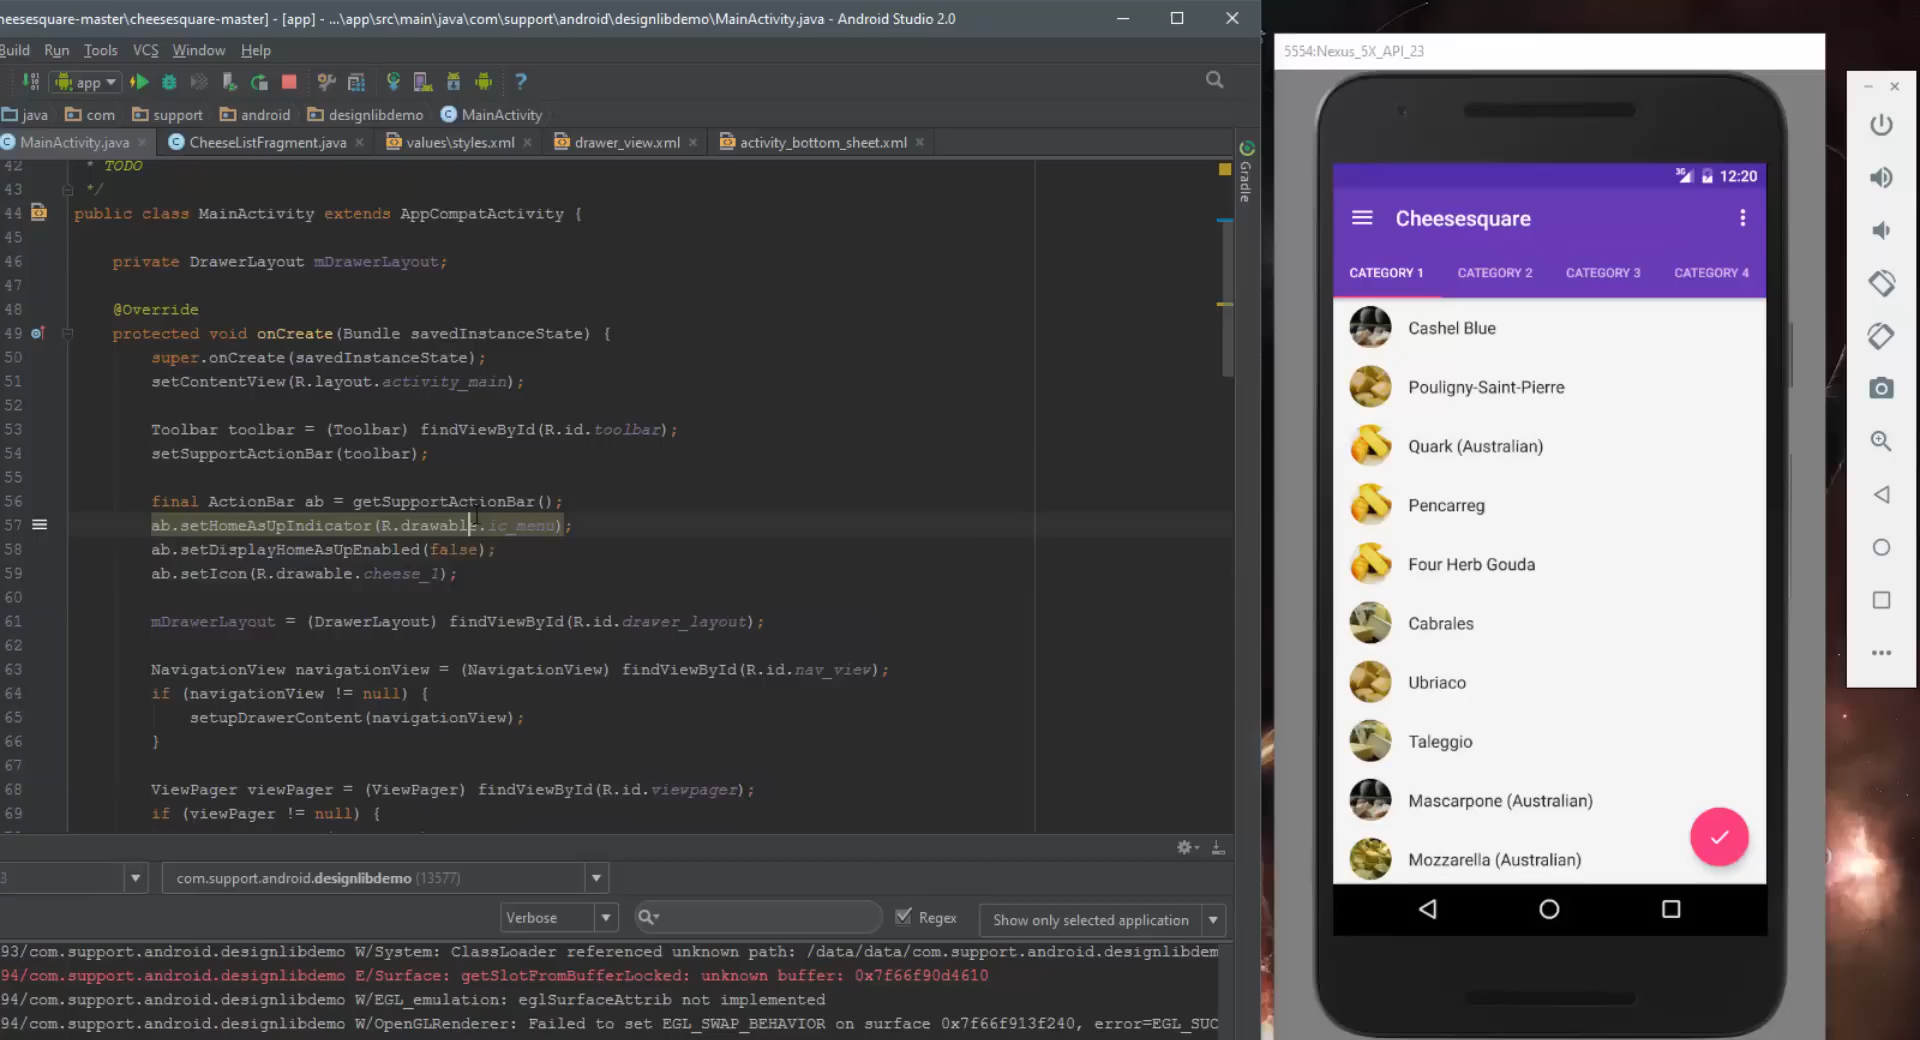 eesesquare-master\cheesesquare-master] - [app] - ...\app\src\main\java\com\support\android\designlibdemo\MainActivity.java - Android Studio 2.0
Build Run Tools VCS Window Help
app
java com support android designlibdemo MainActivity
MainActivity.java CheeseListFragment.java values\styles.xml drawer_view.xml activity_bottom_sheet.xml
Gradle
42 * TODO
43 */
44 public class MainActivity extends AppCompatActivity {
45
46 private DrawerLayout mDrawerLayout;
47
48 @Override
49 protected void onCreate(Bundle savedInstanceState) {
50 super.onCreate(savedInstanceState);
51 setContentView(R.layout.activity_main);
52
53 Toolbar toolbar = (Toolbar) findViewById(R.id.toolbar);
54 setSupportActionBar(toolbar);
55
56 final ActionBar ab = getSupportActionBar();
57 ab.setHomeAsUpIndicator(R.drawable.ic_menu);
58 ab.setDisplayHomeAsUpEnabled(false);
59 ab.setIcon(R.drawable.cheese_1);
60
61 mDrawerLayout = (DrawerLayout) findViewById(R.id.drawer_layout);
62
63 NavigationView navigationView = (NavigationView) findViewById(R.id.nav_view);
64 if (navigationView != null) {
65 setupDrawerContent(navigationView);
66 }
67
68 ViewPager viewPager = (ViewPager) findViewById(R.id.viewpager);
69 if (viewPager != null) {
3 com.support.android.designlibdemo (13577)
Verbose Regex Show only selected application
93/com.support.android.designlibdemo W/System: ClassLoader referenced unknown path: /data/data/com.support.android.designlibdem
94/com.support.android.designlibdemo E/Surface: getSlotFromBufferLocked: unknown buffer: 0x7f66f90d4610
94/com.support.android.designlibdemo W/EGL_emulation: eglSurfaceAttrib not implemented
94/com.support.android.designlibdemo W/OpenGLRenderer: Failed to set EGL_SWAP_BEHAVIOR on surface 0x7f66f913f240, error=EGL_SUC
5554:Nexus_5X_API_23
3G 12:20
Cheesesquare
CATEGORY 1 CATEGORY 2 CATEGORY 3 CATEGORY 4
Cashel Blue
Pouligny-Saint-Pierre
Quark (Australian)
Pencarreg
Four Herb Gouda
Cabrales
Ubriaco
Taleggio
Mascarpone (Australian)
Mozzarella (Australian)